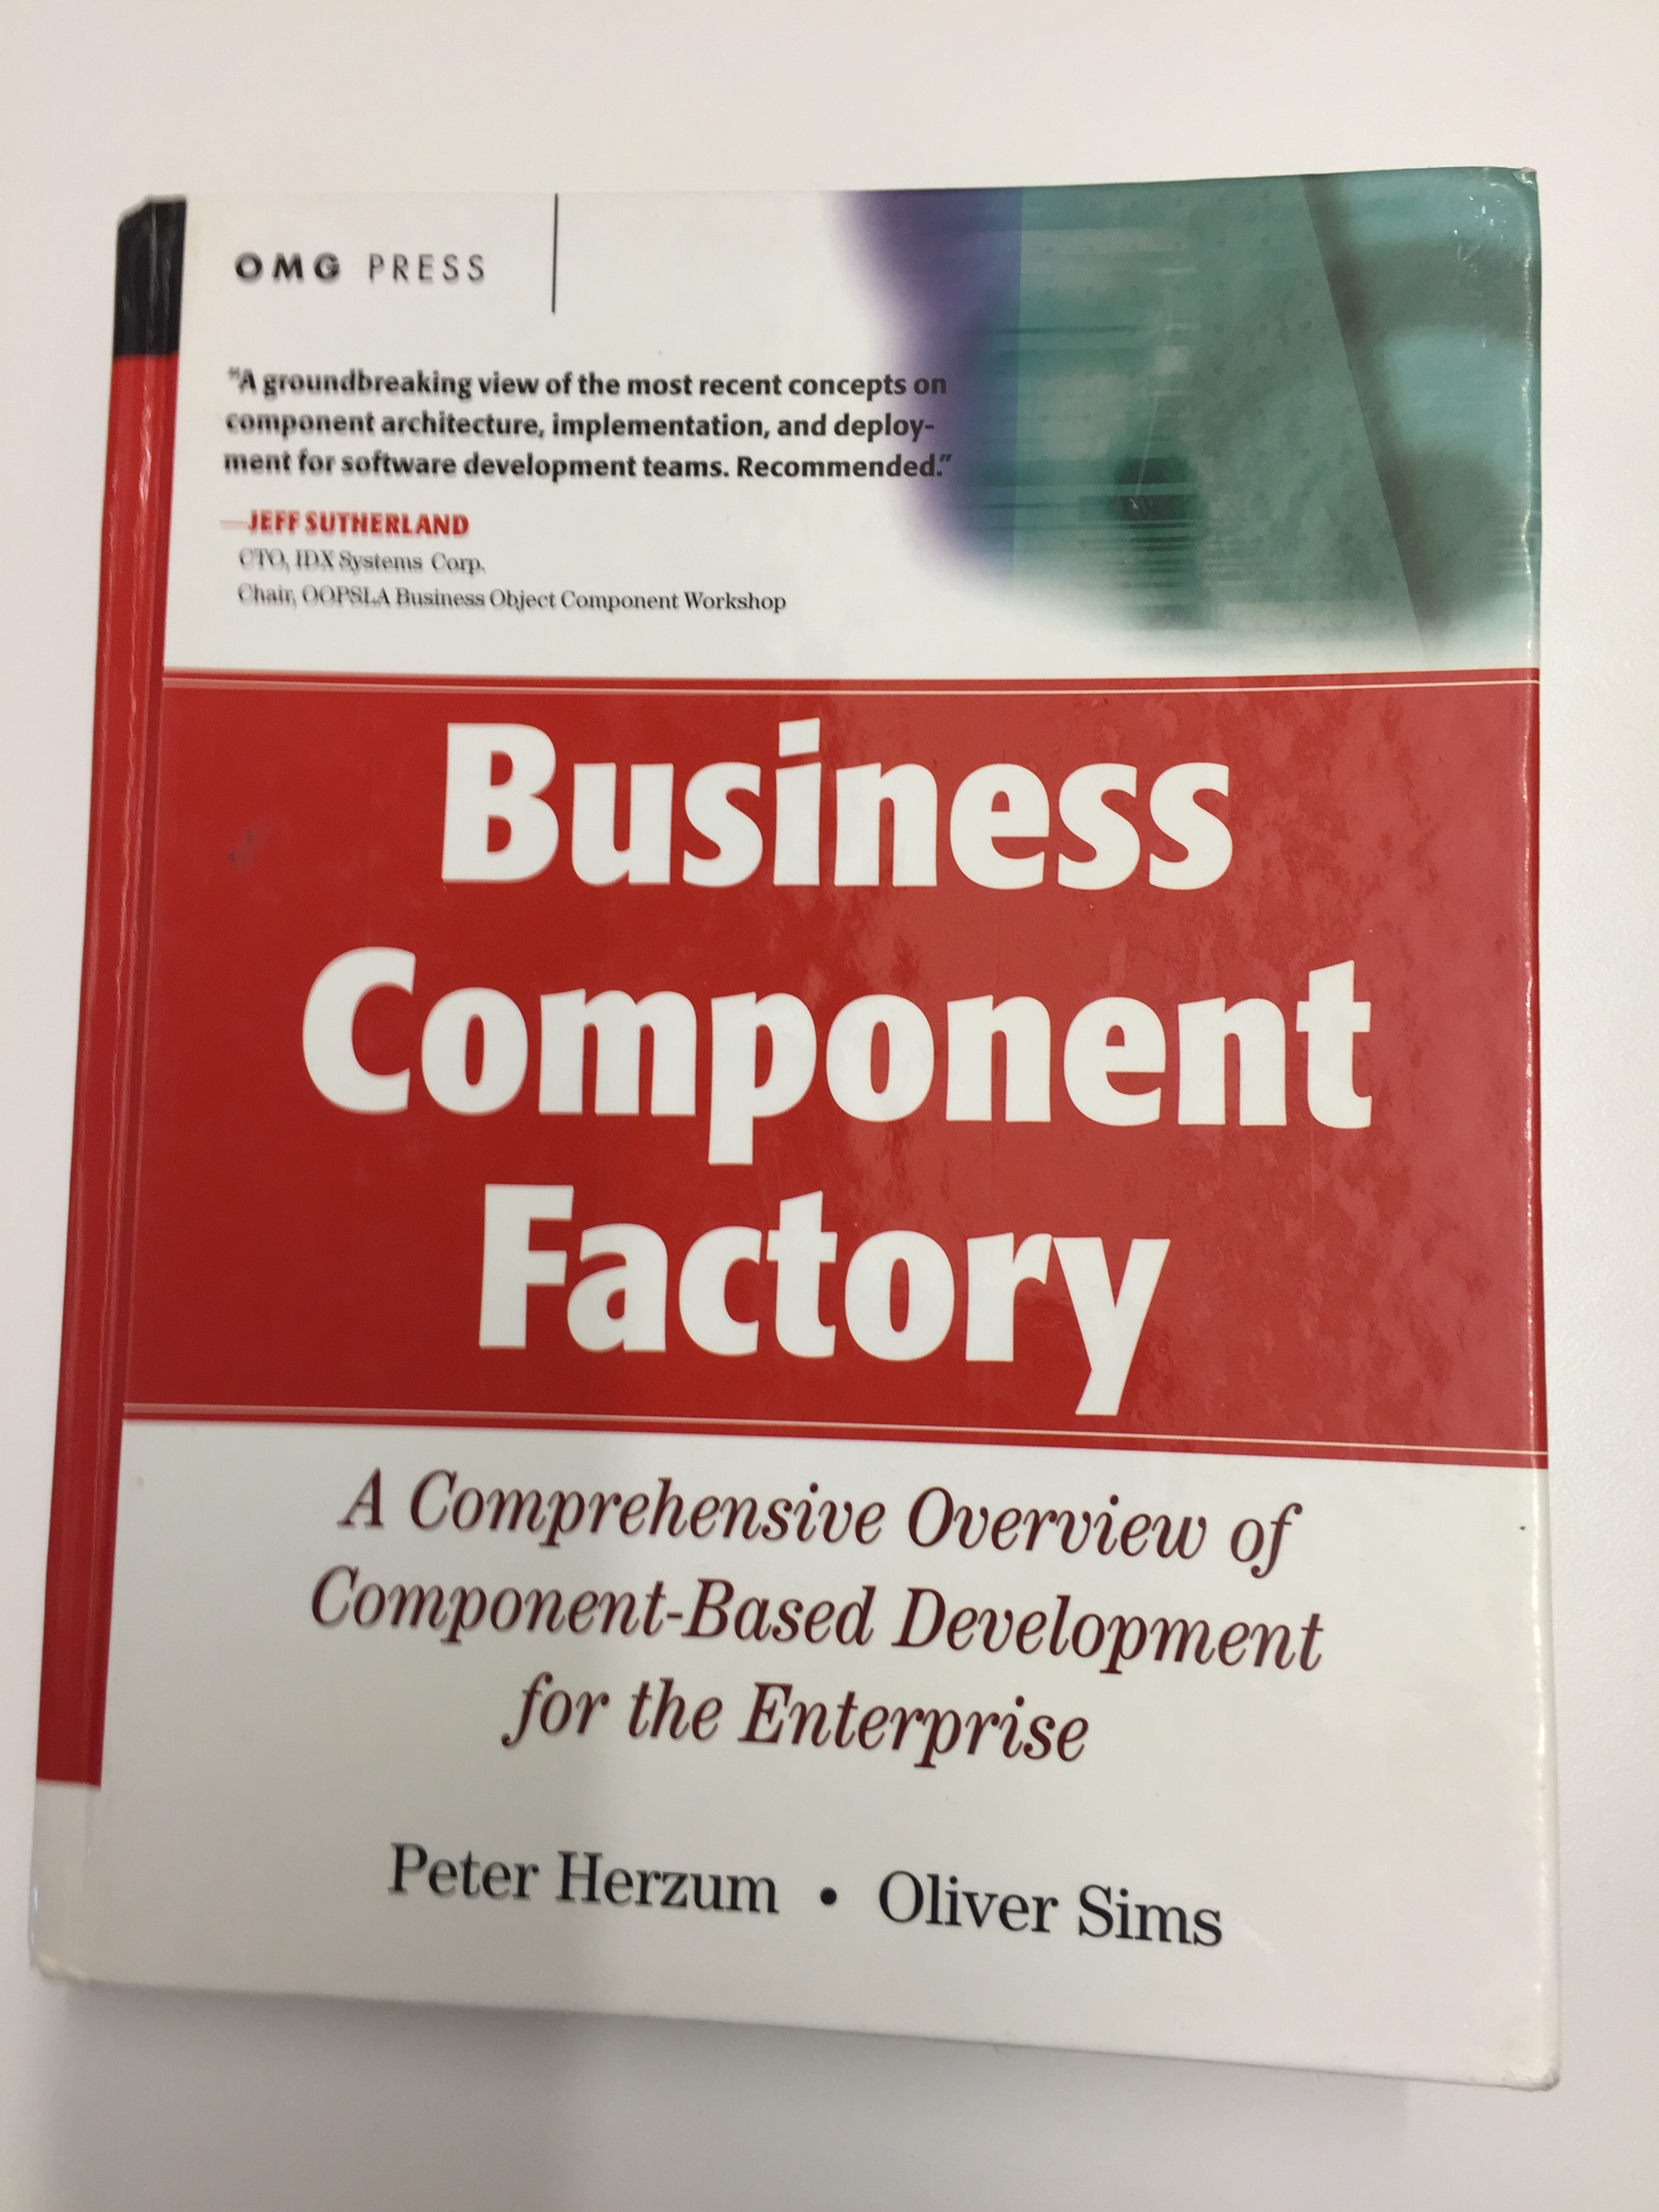 OMG PRESS
"A groundbreaking view of the most recent concepts on
component architecture, implementation, and deploy-
ment for software development teams. Recommended."
—JEFF SUTHERLAND
CTO, IDX Systems Corp.
Chair, OOPSLA Business Object Component Workshop
Business
Component
Factory
A Comprehensive Overview of
Component-Based Development
for the Enterprise
Peter Herzum • Oliver Sims